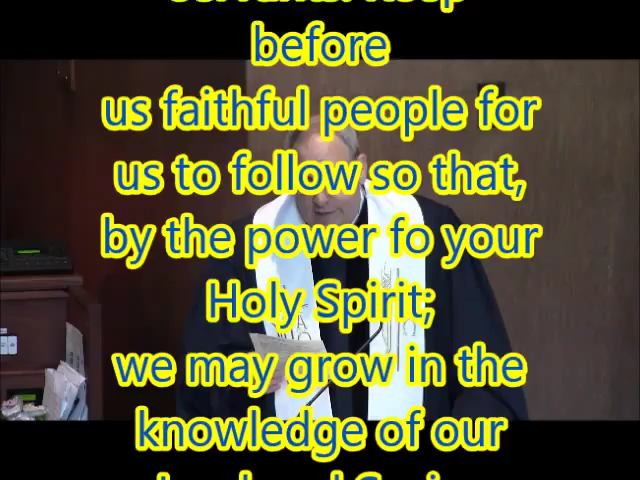 before
us faithful people for
us to follow so that,
by the power fo your
Holy Spirit;
we may grow in the
knowledge of our